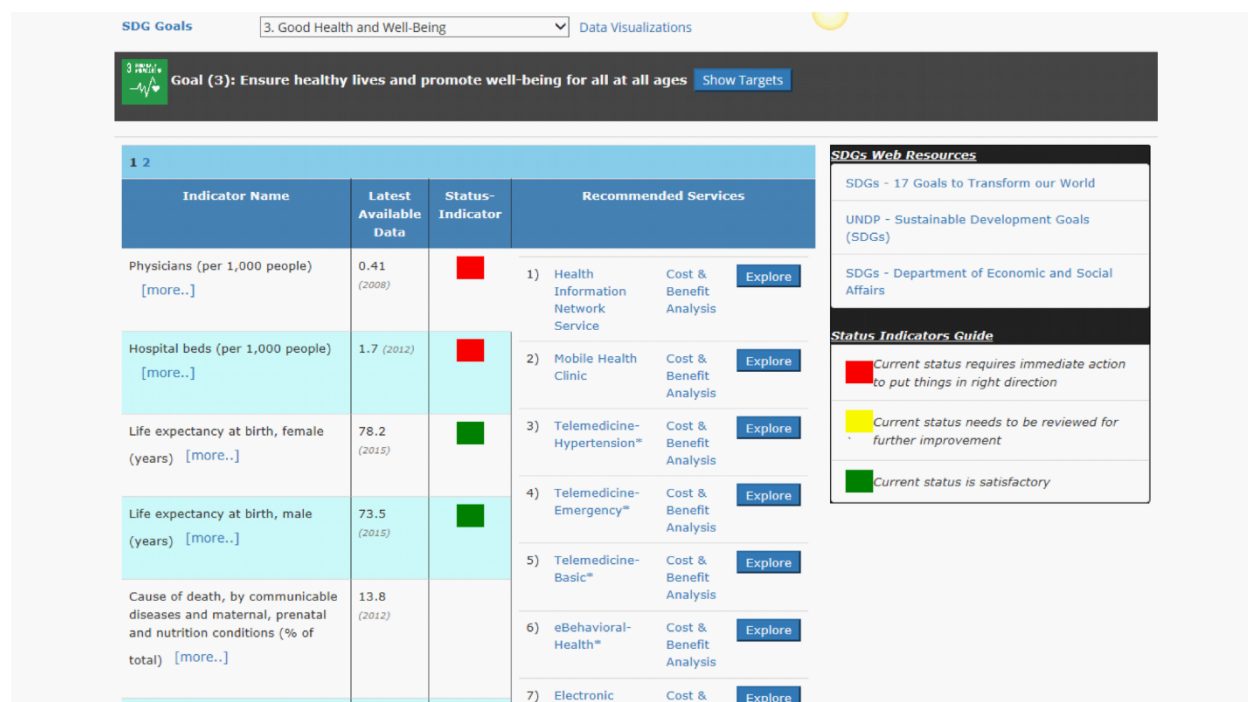 SDG Goals
3. Good Health and Well-Being
Data Visualizations
3
Goal (3): Ensure healthy lives and promote well-being for all at all ages
Show Targets
1 2
Indicator Name
Latest
Available
Data
Status-
Indicator
Recommended Services
Physicians (per 1,000 people)
[more..]
0.41
(2008)
Hospital beds (per 1,000 people)
[more..]
1.7 (2012)
Life expectancy at birth, female
(years) [more..]
78.2
(2015)
Life expectancy at birth, male
(years) [more..]
73.5
(2015)
Cause of death, by communicable
diseases and maternal, prenatal
and nutrition conditions (% of
total) [more..]
13.8
(2012)
1) Health
Information
Network
Service
Cost &
Benefit
Analysis
Explore
2) Mobile Health
Clinic
Cost &
Benefit
Analysis
Explore
3) Telemedicine-
Hypertension*
Cost &
Benefit
Analysis
Explore
4) Telemedicine-
Emergency*
Cost &
Benefit
Analysis
Explore
5) Telemedicine-
Basic*
Cost &
Benefit
Analysis
Explore
6) eBehavioral-
Health*
Cost &
Benefit
Analysis
Explore
7) Electronic
Cost &
Explore
SDGs Web Resources
SDGs - 17 Goals to Transform our World
UNDP - Sustainable Development Goals
(SDGs)
SDGs - Department of Economic and Social
Affairs
Status Indicators Guide
Current status requires immediate action
to put things in right direction
Current status needs to be reviewed for
further improvement
Current status is satisfactory